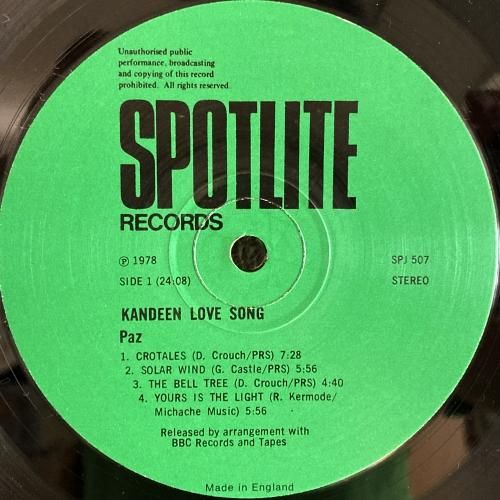 Unauthorised public
performance, broadcasting
and copying of this record
prohibited. All rights reserved.
SPOTLITE
RECORDS
Ⓟ 1978
SPJ 507
SIDE 1 (24:08)
STEREO
KANDEEN LOVE SONG
Paz
1. CROTALES (D. Crouch/PRS) 7:28
2. SOLAR WIND (G. Castle/PRS) 5:56
3. THE BELL TREE (D. Crouch/PRS) 4:40
4. YOURS IS THE LIGHT (R. Kermode/
Michache Music) 5:56
Released by arrangement with
BBC Records and Tapes
Made in England